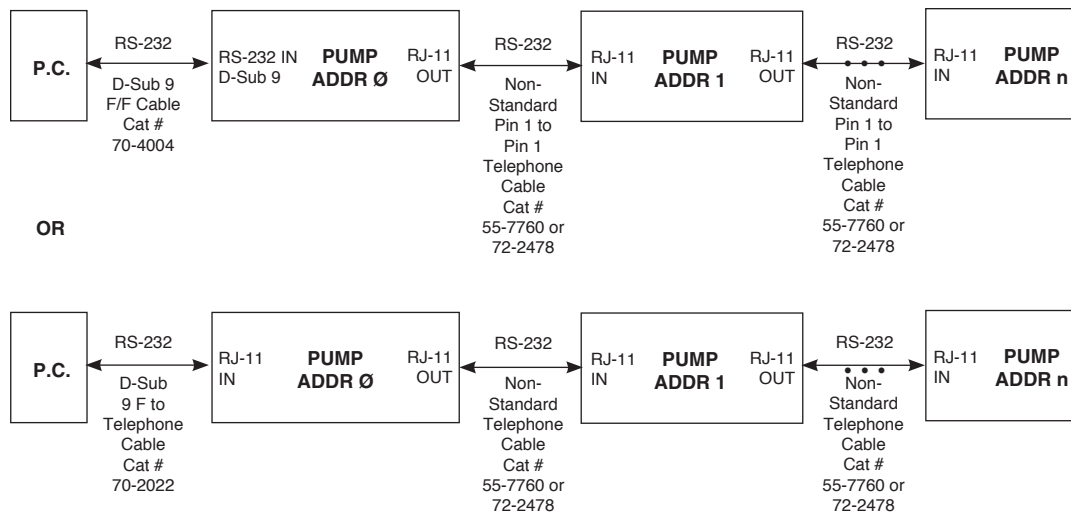 P.C.
RS-232
D-Sub 9
F/F Cable
Cat #
70-4004
RS-232 IN
D-Sub 9
PUMP
ADDR Ø
RJ-11
OUT
RS-232
Non-
Standard
Pin 1 to
Pin 1
Telephone
Cable
Cat #
55-7760 or
72-2478
RJ-11
IN
PUMP
ADDR 1
RJ-11
OUT
RS-232
Non-
Standard
Pin 1 to
Pin 1
Telephone
Cable
Cat #
55-7760 or
72-2478
RJ-11
IN
PUMP
ADDR n
OR
P.C.
RS-232
D-Sub
9 F to
Telephone
Cable
Cat #
70-2022
RJ-11
IN
PUMP
ADDR Ø
RJ-11
OUT
RS-232
Non-
Standard
Telephone
Cable
Cat #
55-7760 or
72-2478
RJ-11
IN
PUMP
ADDR 1
RJ-11
OUT
RS-232
Non-
Standard
Telephone
Cable
Cat #
55-7760 or
72-2478
RJ-11
IN
PUMP
ADDR n